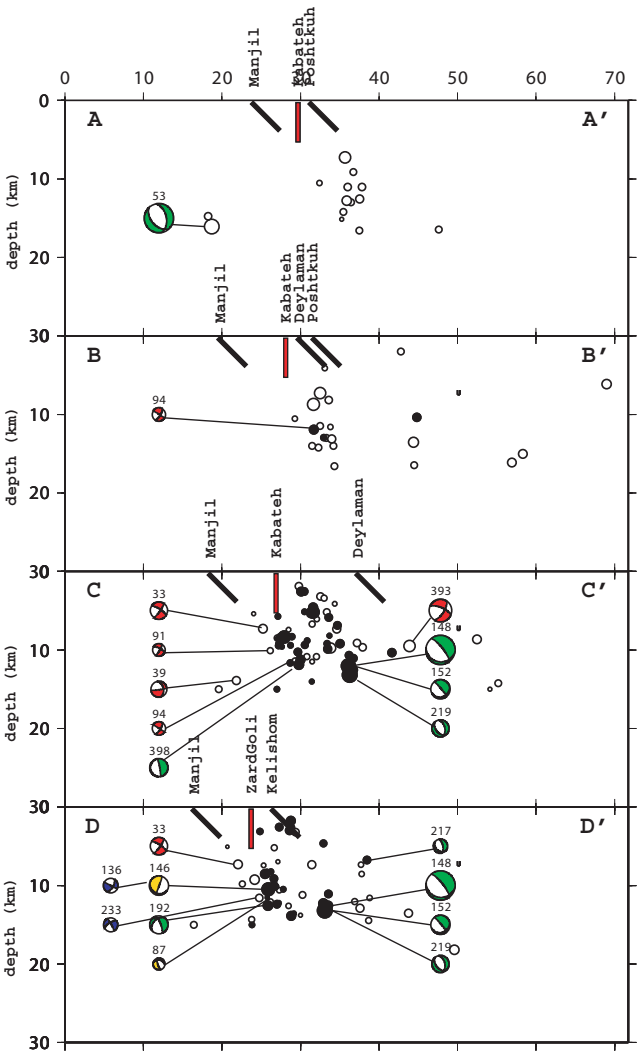 Manjil
Kabateh
Poshtkuh
0 10 20 30 40 50 60 70
0
A A'
10
53
20
depth (km)
Manjil
Kabateh
Deylaman
Poshtkuh
30
B B'
94
10
20
depth (km)
Manjil
Kabateh
Deylaman
30
C C'
33 393
148
91
10
39 152
94 219
20
398
depth (km)
Manjil
ZardGoli
Kelishom
30
D D'
33 217
136 146 148
10
233 192 152
87 219
20
depth (km)
30